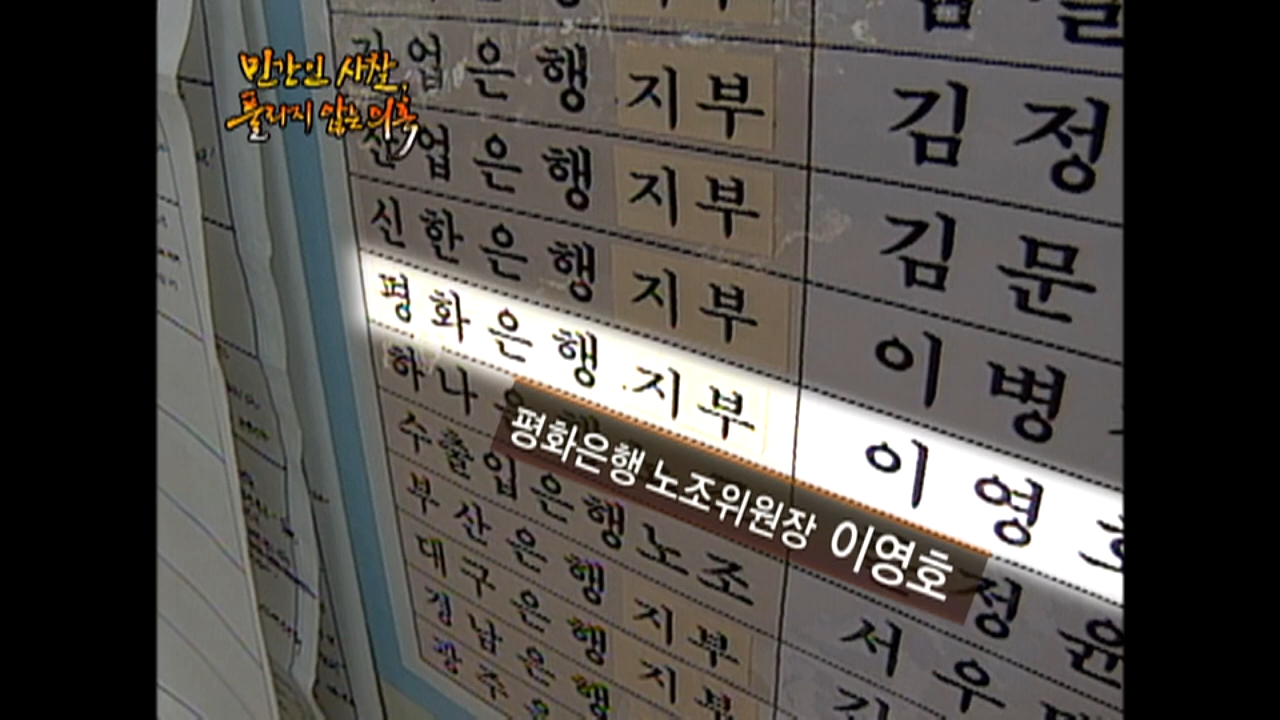 민간인 사찰,
풀리지 않는 의혹
업은행 지부 김정
산업은행 지부 김문
신한은행 지부 이병
평화은행 지부 이영호
하나
평화은행 노조위원장 이영호
수출입은행노조 정윤
부산은행 지부 서우
대구은행 지부
경남은행
광주